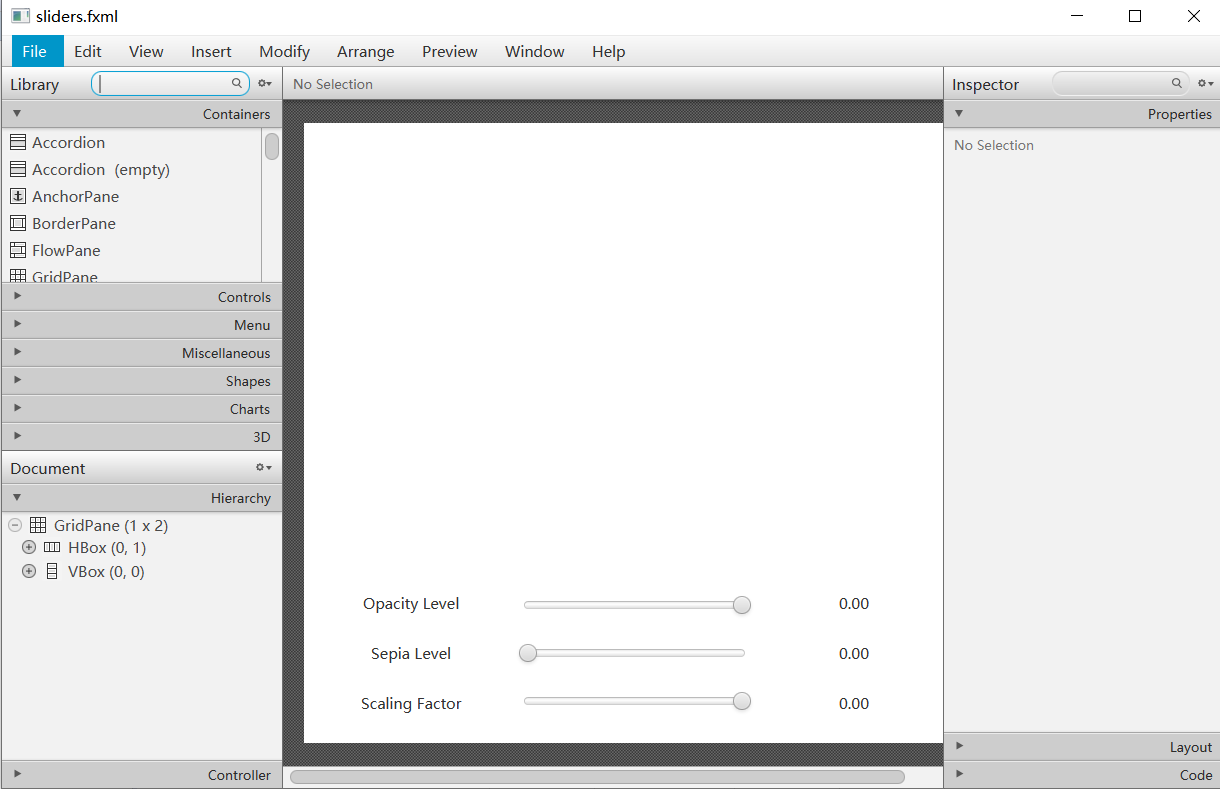 sliders.fxml
File Edit View Insert Modify Arrange Preview Window Help
Library
No Selection
Inspector
Containers
Accordion
Accordion (empty)
AnchorPane
BorderPane
FlowPane
GridPane
Controls
Menu
Miscellaneous
Shapes
Charts
3D
Document
Hierarchy
GridPane (1 x 2)
HBox (0, 1)
VBox (0, 0)
Controller
Opacity Level 0.00
Sepia Level 0.00
Scaling Factor 0.00
Properties
No Selection
Layout
Code